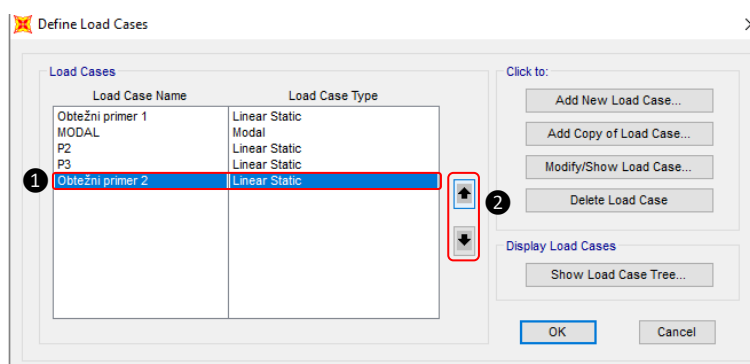 Define Load Cases
Load Cases
Load Case Name Load Case Type
Obtežni primer 1 Linear Static
MODAL Modal
P2 Linear Static
P3 Linear Static
1 Obtežni primer 2 Linear Static
2
Click to:
Add New Load Case...
Add Copy of Load Case...
Modify/Show Load Case...
Delete Load Case
Display Load Cases
Show Load Case Tree...
OK Cancel